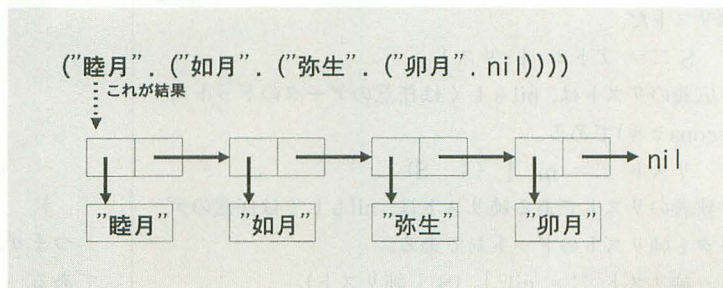 ("睦月" . ("如月" . ("弥生" . ("卯月" . nil))))
これが結果
nil
"睦月" "如月" "弥生" "卯月"